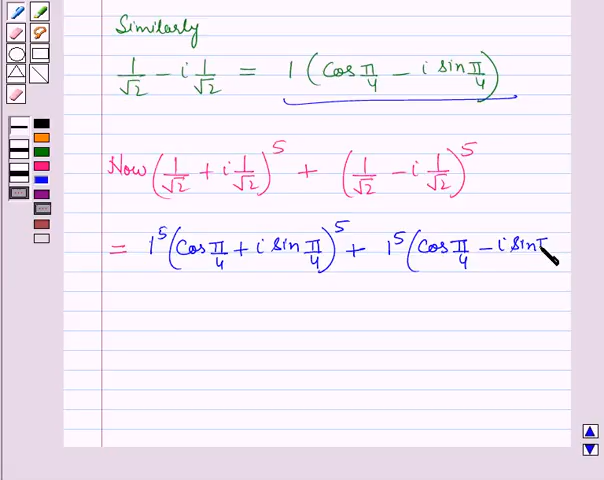 Similarly
1/√2 − i 1/√2 = 1 (cos π/4 − i sin π/4)
Now (1/√2 + i 1/√2)^5 + (1/√2 − i 1/√2)^5
= 1^5 (cos π/4 + i sin π/4)^5 + 1^5 (cos π/4 − i sin π